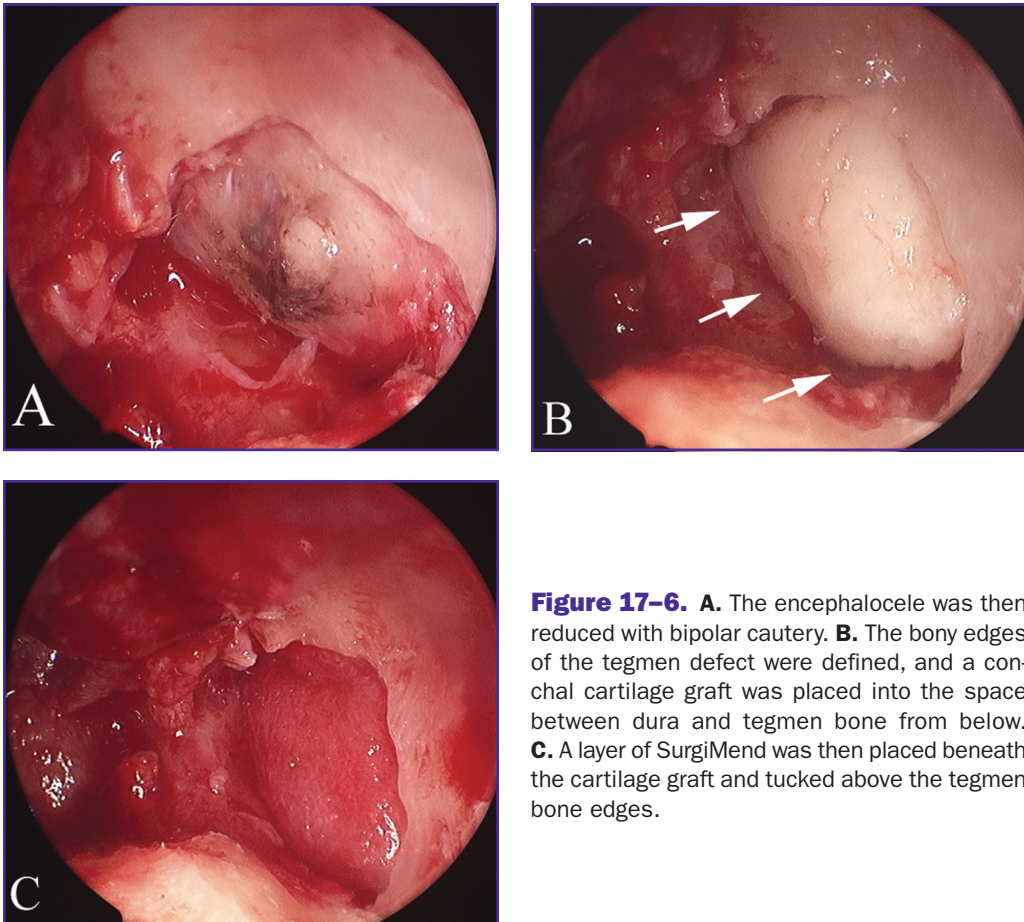 A
B
C
Figure 17–6. A. The encephalocele was then
reduced with bipolar cautery. B. The bony edges
of the tegmen defect were defined, and a con-
chal cartilage graft was placed into the space
between dura and tegmen bone from below.
C. A layer of SurgiMend was then placed beneath
the cartilage graft and tucked above the tegmen
bone edges.